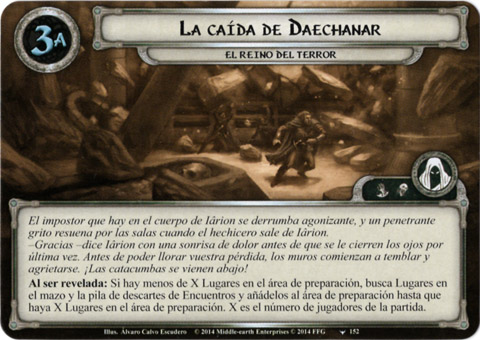 3A
La caída de Daechanar
El reino del terror
El impostor que hay en el cuerpo de Iârion se derrumba agonizante, y un penetrante
grito resuena por las salas cuando el hechicero sale de Iârion.
–Gracias –dice Iârion con una sonrisa de dolor antes de que se le cierren los ojos por
última vez. Antes de poder llorar vuestra pérdida, los muros comienzan a temblar y
agrietarse. ¡Las catacumbas se vienen abajo!
Al ser revelada: Si hay menos de X Lugares en el área de preparación, busca Lugares en
el mazo y la pila de descartes de Encuentros y añádelos al área de preparación hasta que
haya X Lugares en el área de preparación. X es el número de jugadores de la partida.
Illus. Álvaro Calvo Escudero © 2014 Middle-earth Enterprises © 2014 FFG 152